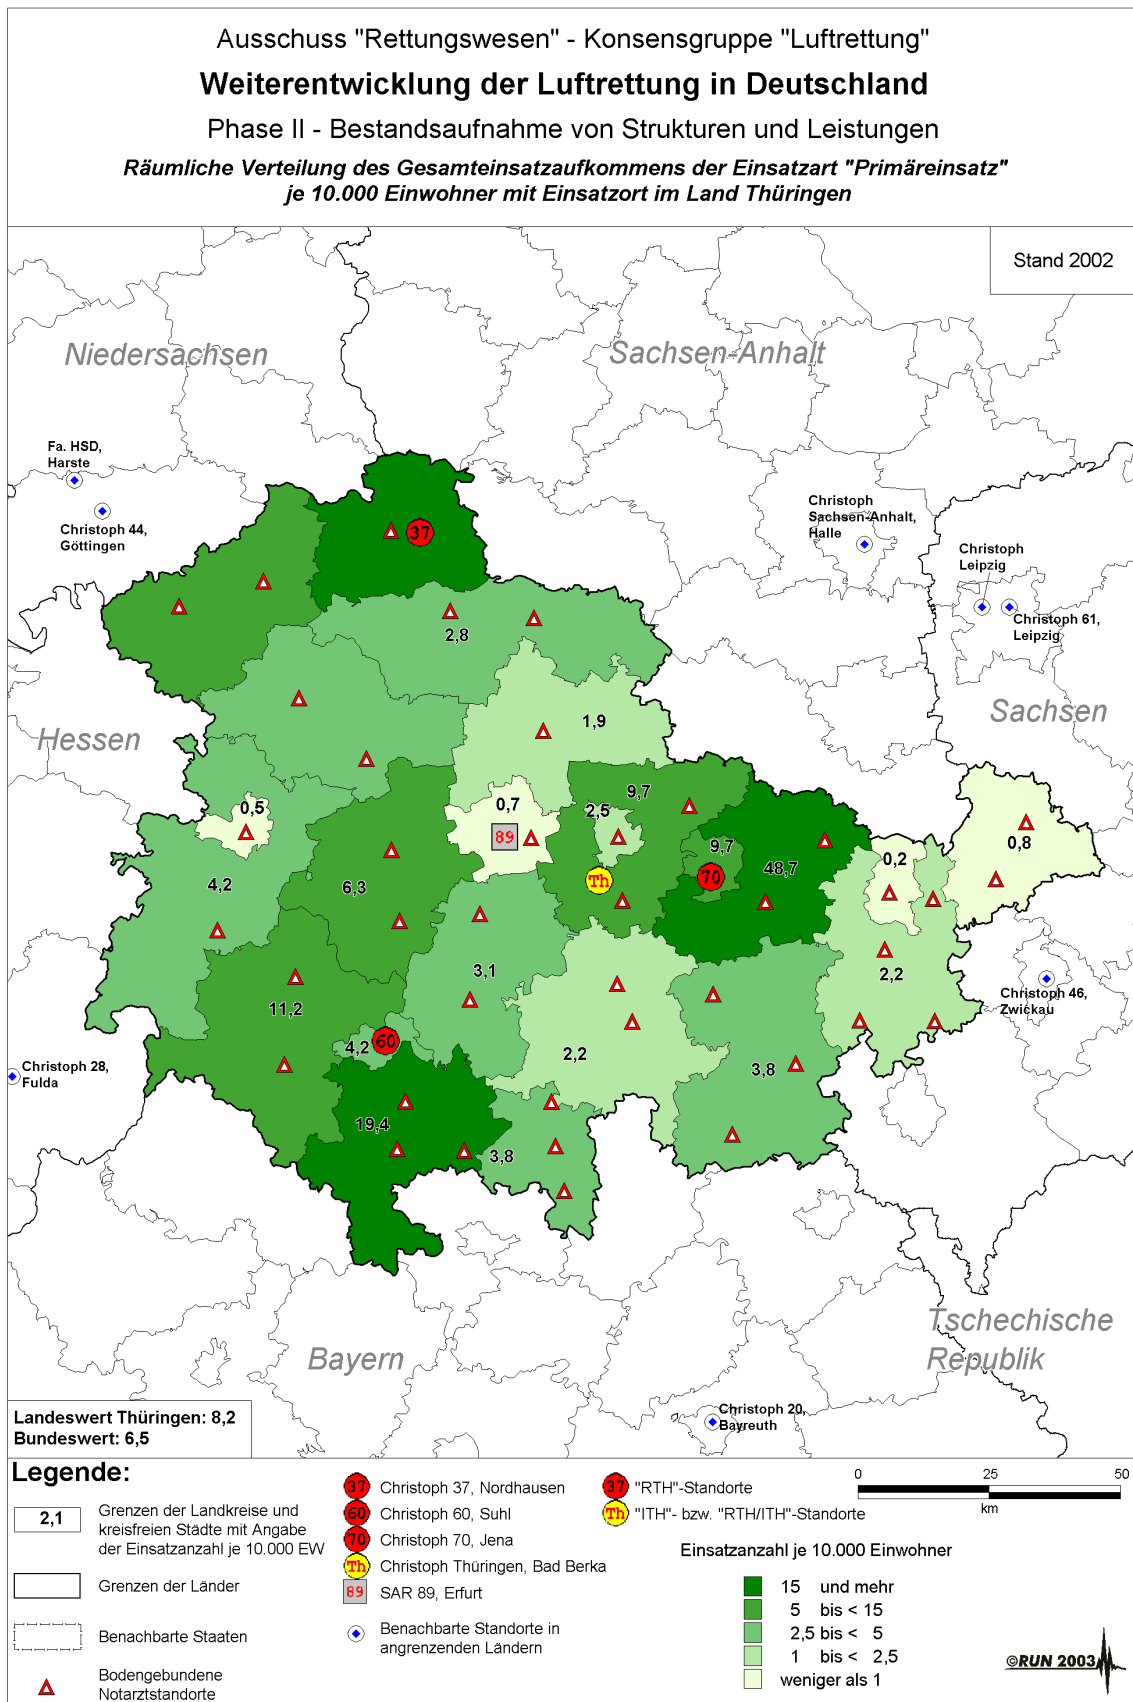 Ausschuss "Rettungswesen" - Konsensgruppe "Luftrettung"
Weiterentwicklung der Luftrettung in Deutschland
Phase II - Bestandsaufnahme von Strukturen und Leistungen
Räumliche Verteilung des Gesamteinsatzaufkommens der Einsatzart "Primäreinsatz"
je 10.000 Einwohner mit Einsatzort im Land Thüringen
Stand 2002
Niedersachsen
Sachsen-Anhalt
Fa. HSD,
Harste
Christoph 44,
Göttingen
Christoph
Sachsen-Anhalt,
Halle
Christoph
Leipzig
Christoph 61,
Leipzig
37
2,8
Hessen
Sachsen
1,9
0,5
0,7
89
2,5
9,7
9,7
70
48,7
0,2
0,8
4,2
6,3
Th
3,1
2,2
Christoph 46,
Zwickau
11,2
4,2
60
2,2
3,8
Christoph 28,
Fulda
19,4
3,8
Bayern
Tschechische
Republik
Christoph 20,
Bayreuth
Landeswert Thüringen: 8,2
Bundeswert: 6,5
Legende:
2,1
Grenzen der Landkreise und
kreisfreien Städte mit Angabe
der Einsatzanzahl je 10.000 EW
Grenzen der Länder
Benachbarte Staaten
Bodengebundene
Notarztstandorte
37 Christoph 37, Nordhausen
60 Christoph 60, Suhl
70 Christoph 70, Jena
Th Christoph Thüringen, Bad Berka
89 SAR 89, Erfurt
Benachbarte Standorte in
angrenzenden Ländern
37 "RTH"-Standorte
Th "ITH"- bzw. "RTH/ITH"-Standorte
0 25 50
km
Einsatzanzahl je 10.000 Einwohner
15 und mehr
5 bis < 15
2,5 bis < 5
1 bis < 2,5
weniger als 1
©RUN 2003